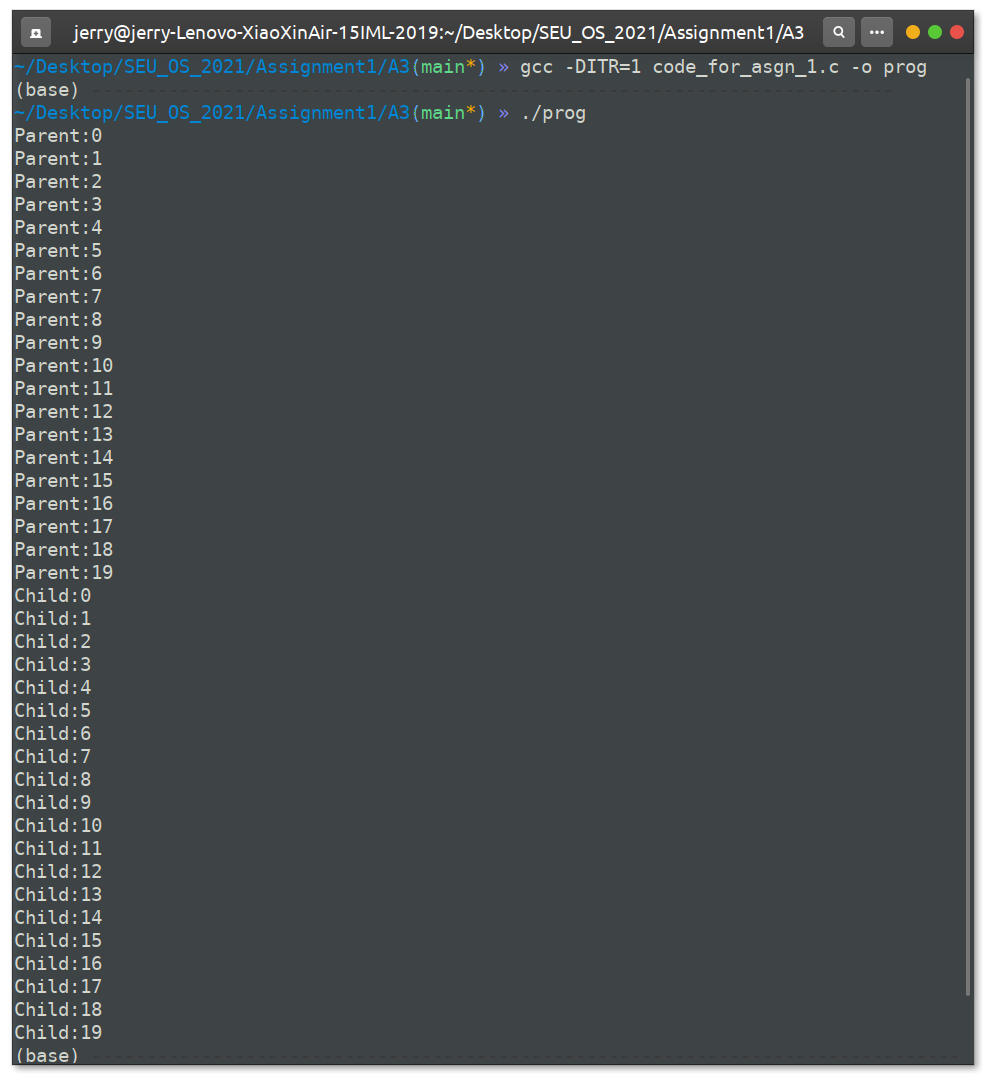 jerry@jerry-Lenovo-XiaoXinAir-15IML-2019:~/Desktop/SEU_OS_2021/Assignment1/A3
~/Desktop/SEU_OS_2021/Assignment1/A3(main*) » gcc -DITR=1 code_for_asgn_1.c -o prog
(base) --------------------------------------------------------------------------
~/Desktop/SEU_OS_2021/Assignment1/A3(main*) » ./prog
Parent:0
Parent:1
Parent:2
Parent:3
Parent:4
Parent:5
Parent:6
Parent:7
Parent:8
Parent:9
Parent:10
Parent:11
Parent:12
Parent:13
Parent:14
Parent:15
Parent:16
Parent:17
Parent:18
Parent:19
Child:0
Child:1
Child:2
Child:3
Child:4
Child:5
Child:6
Child:7
Child:8
Child:9
Child:10
Child:11
Child:12
Child:13
Child:14
Child:15
Child:16
Child:17
Child:18
Child:19
(base) --------------------------------------------------------------------------------